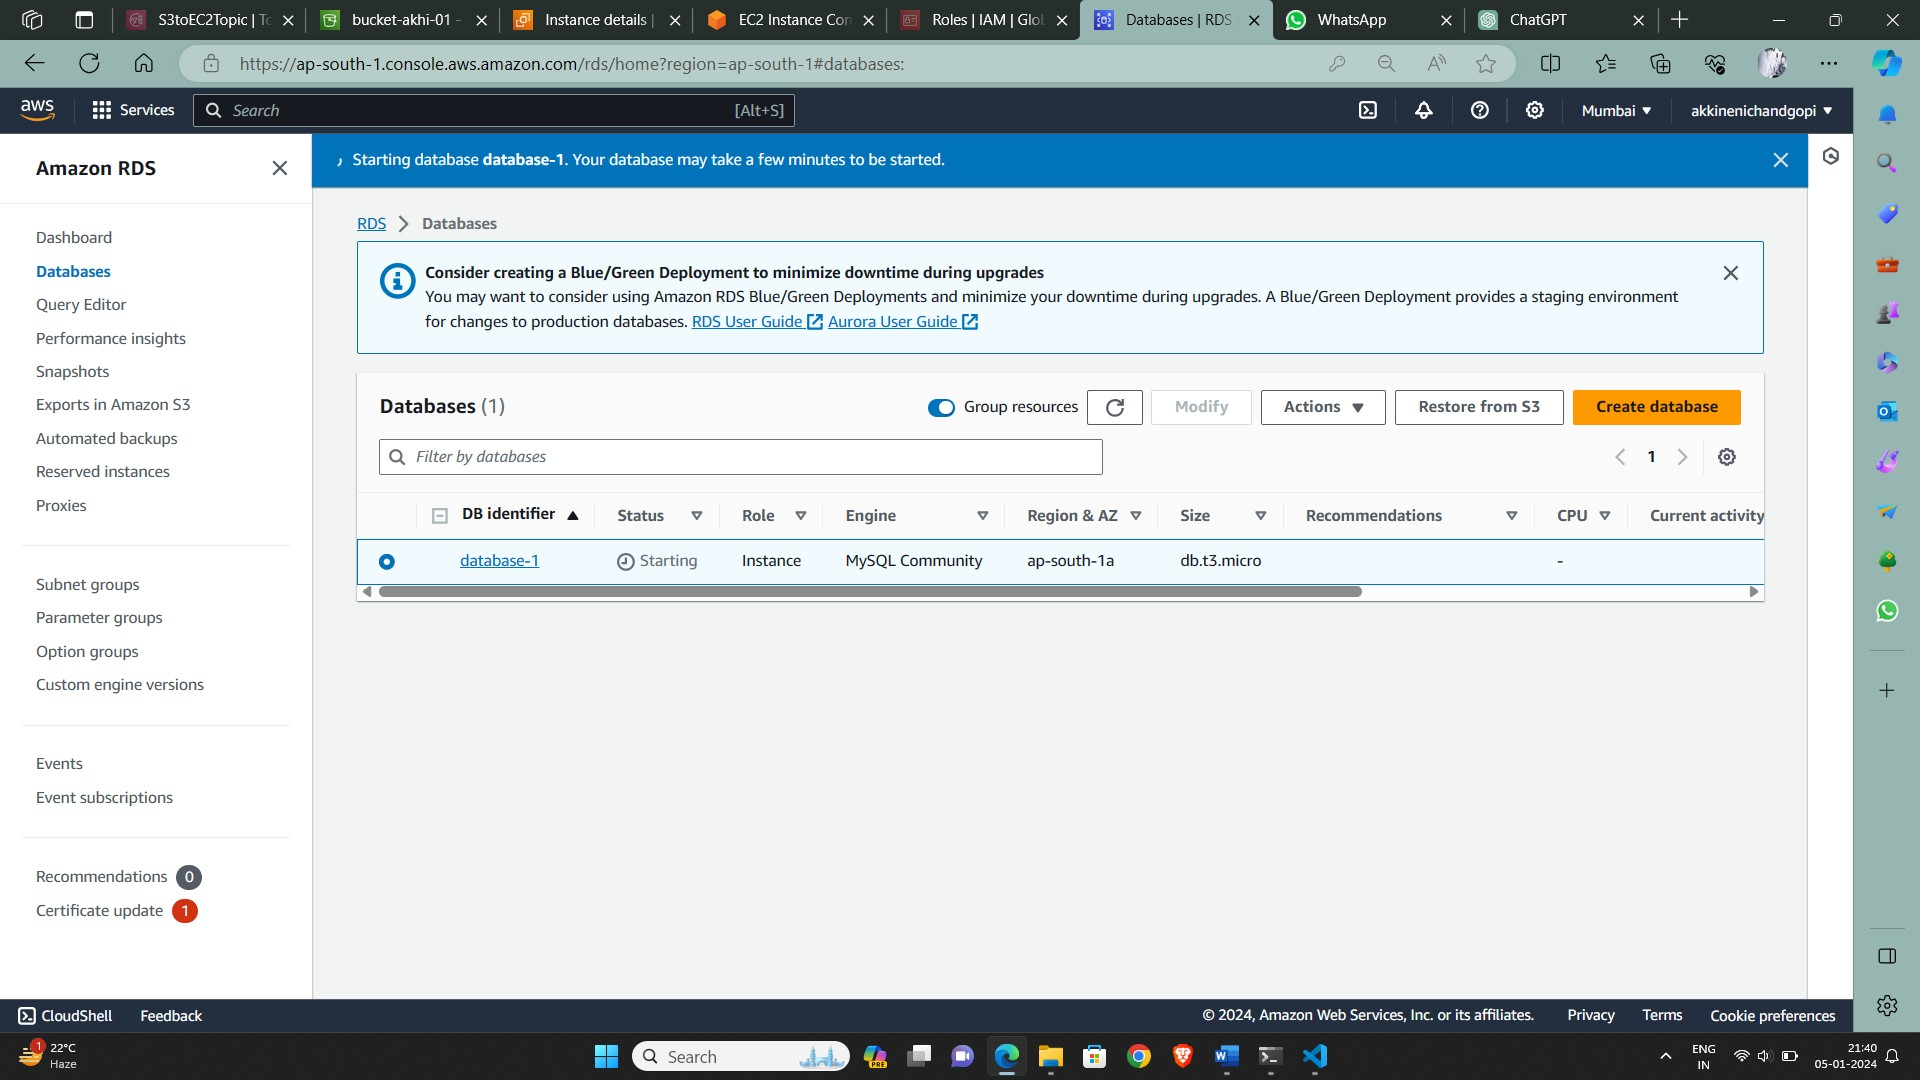 S3toEC2Topic | To
bucket-akhi-01 -
Instance details |
EC2 Instance Con
Roles | IAM | Glob
Databases | RDS
WhatsApp
ChatGPT
https://ap-south-1.console.aws.amazon.com/rds/home?region=ap-south-1#databases:
aws
Services
Search
[Alt+S]
Mumbai
akkinenichandgopi
Amazon RDS
Starting database database-1. Your database may take a few minutes to be started.
Dashboard
Databases
Query Editor
Performance insights
Snapshots
Exports in Amazon S3
Automated backups
Reserved instances
Proxies
Subnet groups
Parameter groups
Option groups
Custom engine versions
Events
Event subscriptions
Recommendations 0
Certificate update 1
RDS > Databases
Consider creating a Blue/Green Deployment to minimize downtime during upgrades
You may want to consider using Amazon RDS Blue/Green Deployments and minimize your downtime during upgrades. A Blue/Green Deployment provides a staging environment
for changes to production databases. RDS User Guide Aurora User Guide
Databases (1)
Group resources
Modify
Actions
Restore from S3
Create database
Filter by databases
1
DB identifier Status Role Engine Region & AZ Size Recommendations CPU Current activity
database-1 Starting Instance MySQL Community ap-south-1a db.t3.micro -
CloudShell Feedback
© 2024, Amazon Web Services, Inc. or its affiliates. Privacy Terms Cookie preferences
1
22°C
Haze
Search
PRE
ENG
IN
21:40
05-01-2024